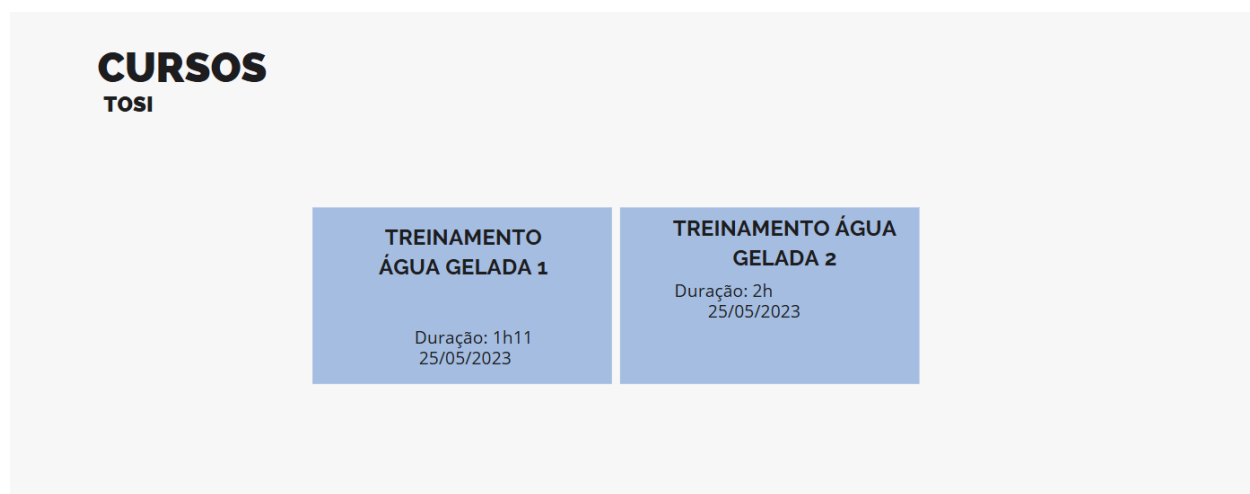 CURSOS
TOSI
TREINAMENTO
ÁGUA GELADA 1
Duração: 1h11
25/05/2023
TREINAMENTO ÁGUA
GELADA 2
Duração: 2h
25/05/2023